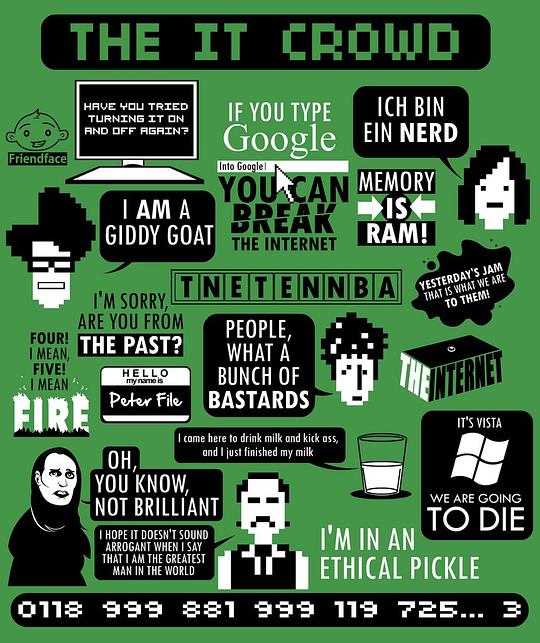 THE IT CROWD
HAVE YOU TRIED
TURNING IT ON
AND OFF AGAIN?
Friendface
IF YOU TYPE
Google
Into Google
YOU CAN
BREAK
THE INTERNET
ICH BIN
EIN NERD
MEMORY
IS
RAM!
I AM A
GIDDY GOAT
TNETENNBA
YESTERDAY'S JAM
THAT IS WHAT WE ARE
TO THEM!
I'M SORRY,
ARE YOU FROM
THE PAST?
FOUR!
I MEAN,
FIVE!
I MEAN
FIRE
HELLO
my name is
Peter File
PEOPLE,
WHAT A
BUNCH OF
BASTARDS
THE INTERNET
I came here to drink milk and kick ass,
and I just finished my milk
IT'S VISTA
WE ARE GOING
TO DIE
OH,
YOU KNOW,
NOT BRILLIANT
I HOPE IT DOESN'T SOUND
ARROGANT WHEN I SAY
THAT I AM THE GREATEST
MAN IN THE WORLD
I'M IN AN
ETHICAL PICKLE
0118 999 881 999 119 725... 3